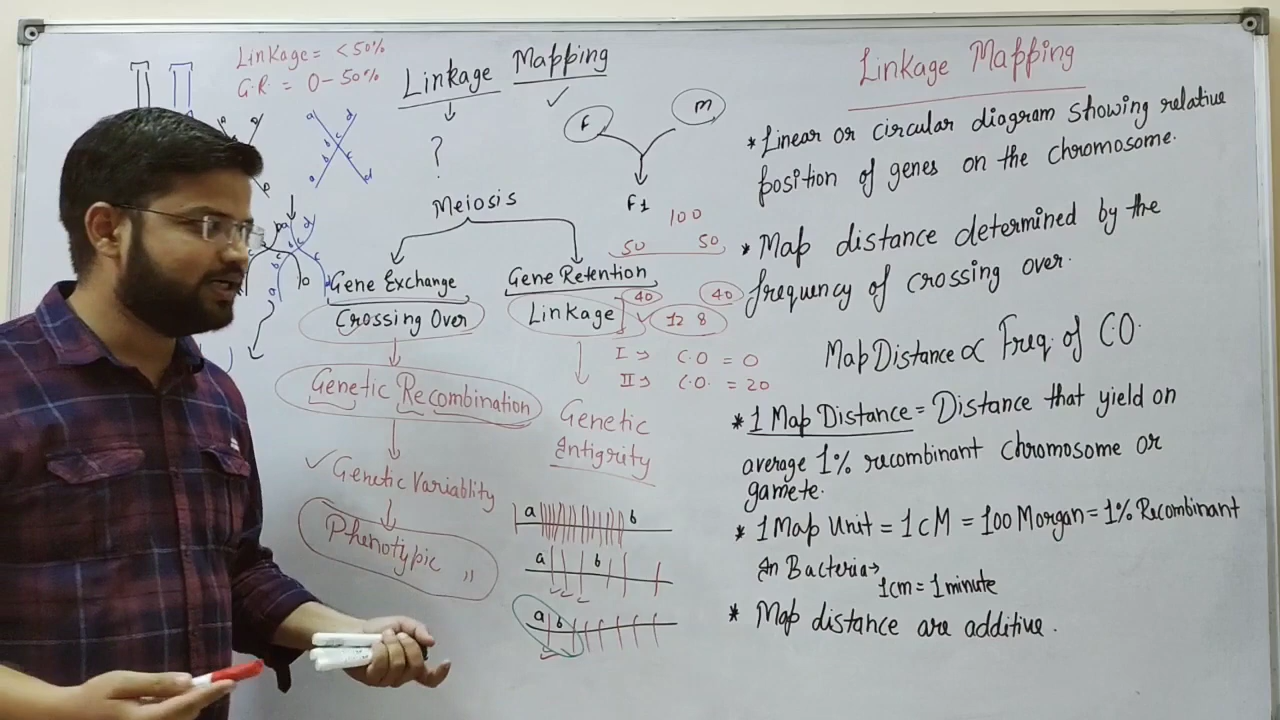 Linkage = <50%
G.R. = 0-50%
Linkage Mapping
?
f
m
f1
100
50 50
Meiosis
Gene Exchange
Gene Retention
Crossing Over
Linkage
40
40
12 8
I → C.O = 0
II → C.O. = 20
Genetic Recombination
Genetic
Intigrity
Genetic Variablity
Phenotypic "
a b
a b
a b
Linkage Mapping
* Linear or circular diagram showing relative
position of genes on the chromosome.
* Map distance determined by the
frequency of crossing over.
Map Distance ∝ Freq. of C.O.
* 1 Map Distance = Distance that yield on
average 1% recombinant chromosome or
gamete.
* 1 Map Unit = 1 cM = 100 Morgan = 1% Recombinant
In Bacteria →
1cm = 1 minute
* Map distance are additive.